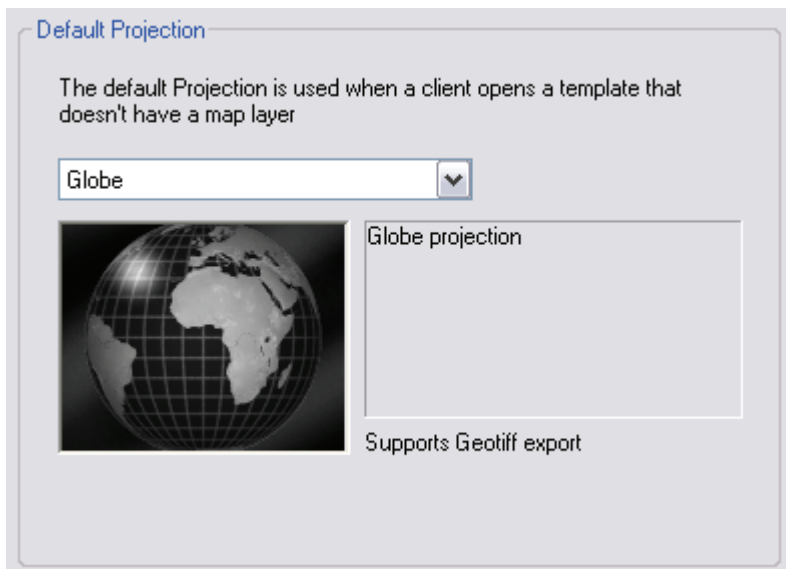 Default Projection
The default Projection is used when a client opens a template that
doesn't have a map layer
Globe
Globe projection
Supports Geotiff export